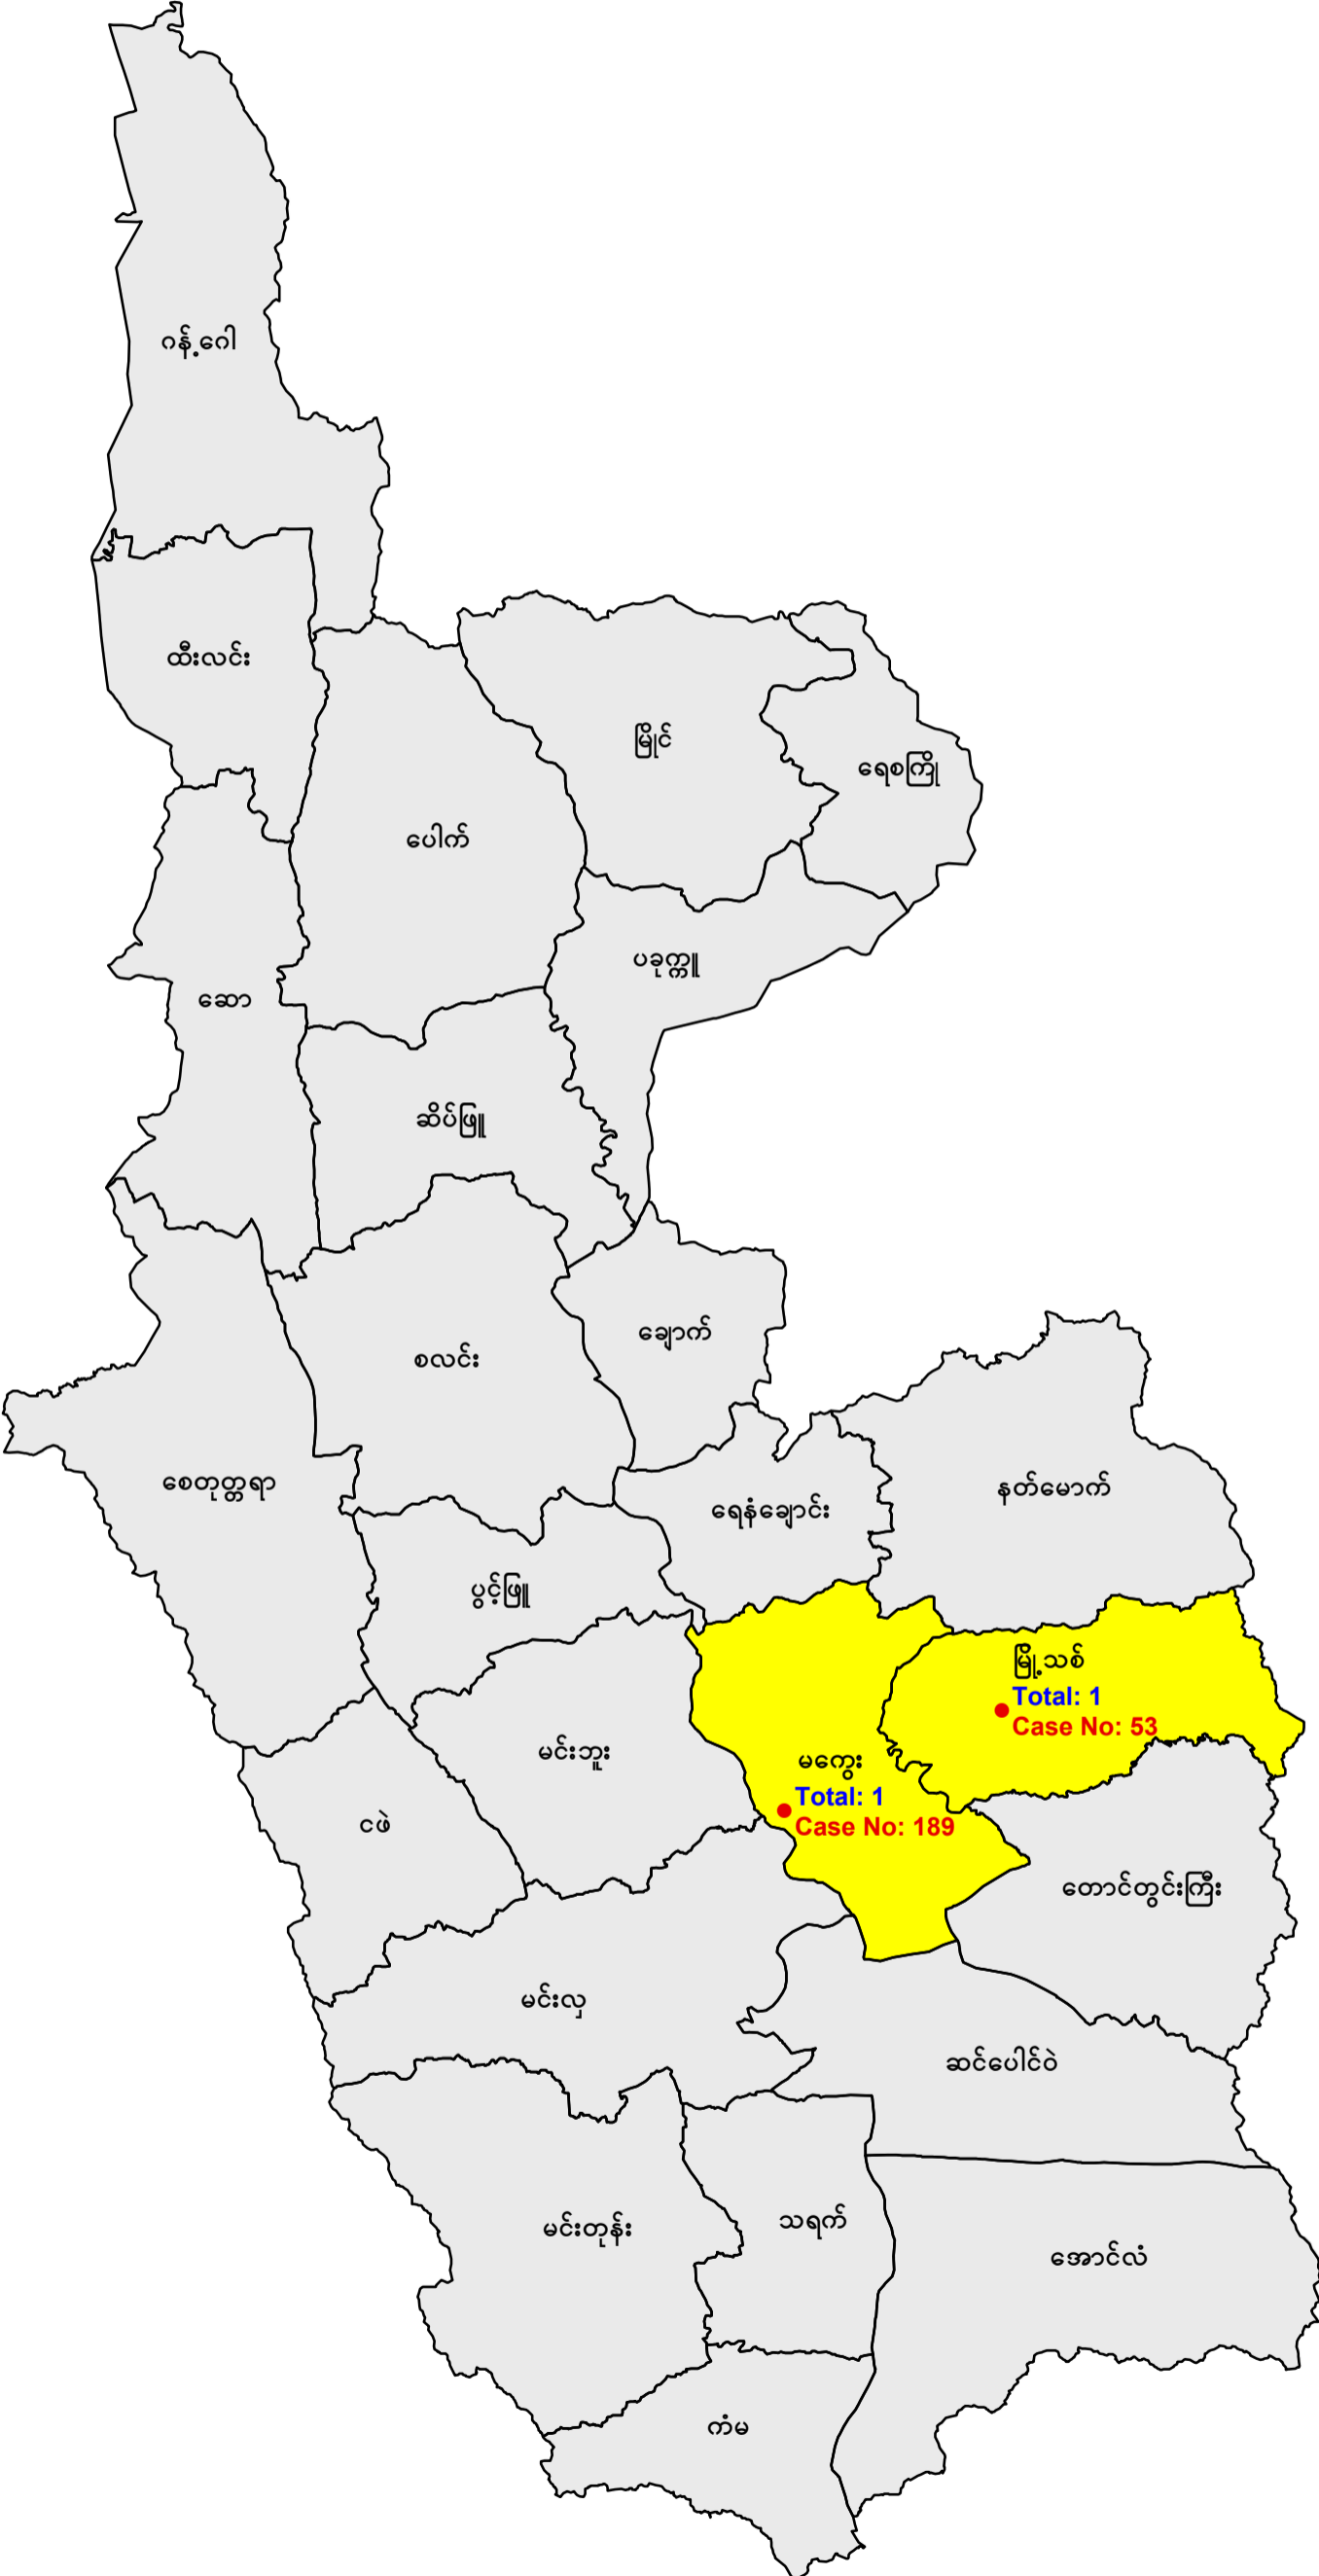 ဂန့်ဂေါ
ထီးလင်း
မြိုင်
ရေစကြို
ပေါက်
ပခုက္ကူ
ဆော
ဆိပ်ဖြူ
ချောက်
စလင်း
စေတုတ္တရာ
နတ်မောက်
ရေနံချောင်း
ပွင့်ဖြူ
မြို့သစ်
Total: 1
Case No: 53
မင်းဘူး
မကွေး
Total: 1
Case No: 189
ငဖဲ
တောင်တွင်းကြီး
မင်းလှ
ဆင်ပေါင်ဝဲ
သရက်
မင်းတုန်း
အောင်လံ
ကံမ